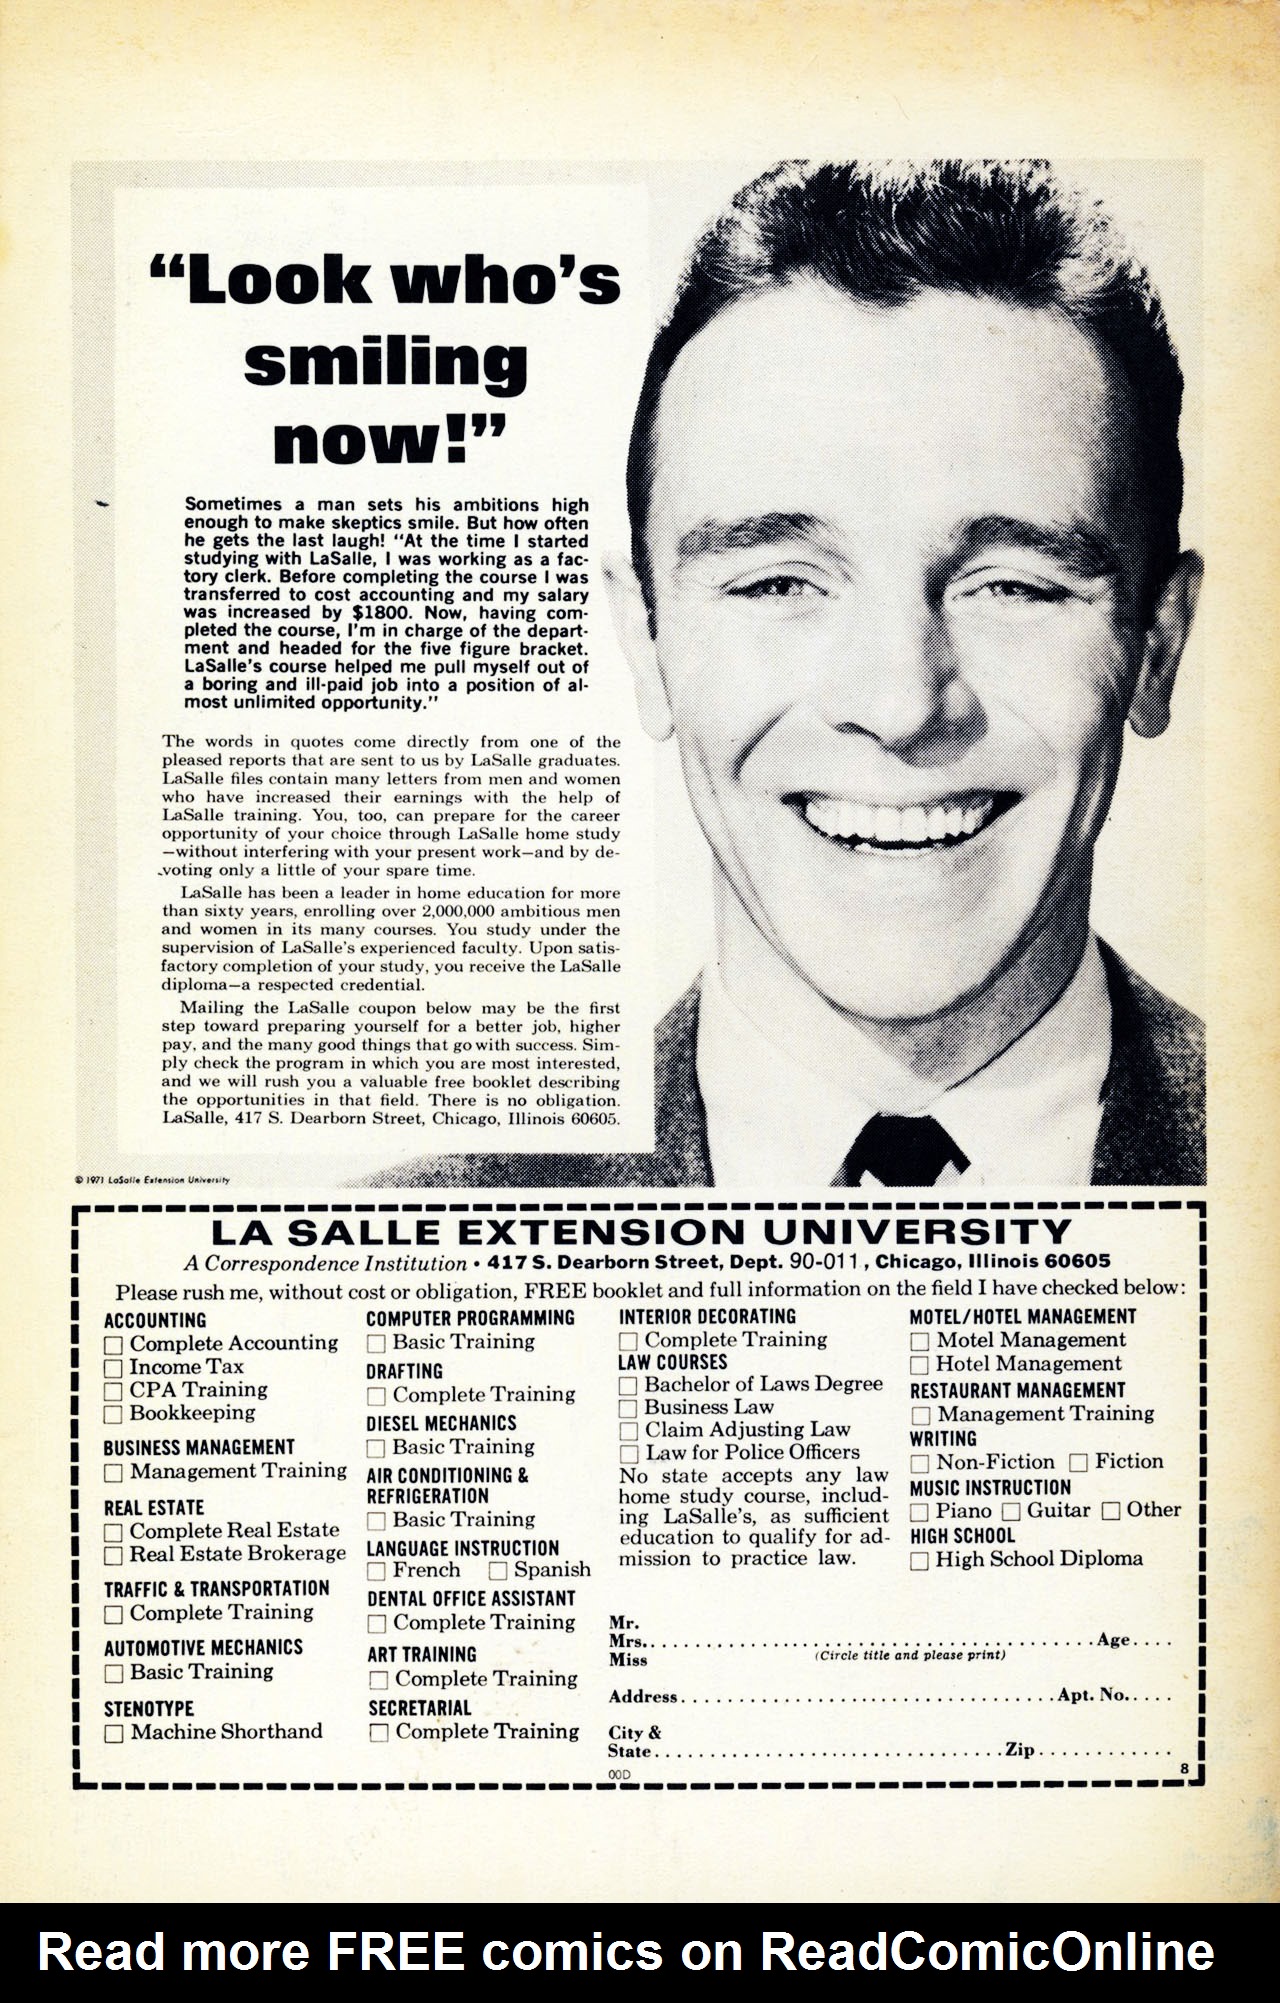 “Look who’s
smiling
now!”
Sometimes a man sets his ambitions high
enough to make skeptics smile. But how often
he gets the last laugh! “At the time I started
studying with LaSalle, I was working as a fac-
tory clerk. Before completing the course I was
transferred to cost accounting and my salary
was increased by $1800. Now, having com-
pleted the course, I’m in charge of the depart-
ment and headed for the five figure bracket.
LaSalle’s course helped me pull myself out of
a boring and ill-paid job into a position of al-
most unlimited opportunity.”
The words in quotes come directly from one of the
pleased reports that are sent to us by LaSalle graduates.
LaSalle files contain many letters from men and women
who have increased their earnings with the help of
LaSalle training. You, too, can prepare for the career
opportunity of your choice through LaSalle home study
—without interfering with your present work—and by de-
voting only a little of your spare time.
LaSalle has been a leader in home education for more
than sixty years, enrolling over 2,000,000 ambitious men
and women in its many courses. You study under the
supervision of LaSalle’s experienced faculty. Upon satis-
factory completion of your study, you receive the LaSalle
diploma—a respected credential.
Mailing the LaSalle coupon below may be the first
step toward preparing yourself for a better job, higher
pay, and the many good things that go with success. Sim-
ply check the program in which you are most interested,
and we will rush you a valuable free booklet describing
the opportunities in that field. There is no obligation.
LaSalle, 417 S. Dearborn Street, Chicago, Illinois 60605.
© 1971 LaSalle Extension University
LA SALLE EXTENSION UNIVERSITY
A Correspondence Institution • 417 S. Dearborn Street, Dept. 90-011, Chicago, Illinois 60605
Please rush me, without cost or obligation, FREE booklet and full information on the field I have checked below:
ACCOUNTING
Complete Accounting
Income Tax
CPA Training
Bookkeeping
BUSINESS MANAGEMENT
Management Training
REAL ESTATE
Complete Real Estate
Real Estate Brokerage
TRAFFIC & TRANSPORTATION
Complete Training
AUTOMOTIVE MECHANICS
Basic Training
STENOTYPE
Machine Shorthand
COMPUTER PROGRAMMING
Basic Training
DRAFTING
Complete Training
DIESEL MECHANICS
Basic Training
AIR CONDITIONING &
REFRIGERATION
Basic Training
LANGUAGE INSTRUCTION
French Spanish
DENTAL OFFICE ASSISTANT
Complete Training
ART TRAINING
Complete Training
SECRETARIAL
Complete Training
INTERIOR DECORATING
Complete Training
LAW COURSES
Bachelor of Laws Degree
Business Law
Claim Adjusting Law
Law for Police Officers
No state accepts any law
home study course, includ-
ing LaSalle’s, as sufficient
education to qualify for ad-
mission to practice law.
MOTEL/HOTEL MANAGEMENT
Motel Management
Hotel Management
RESTAURANT MANAGEMENT
Management Training
WRITING
Non-Fiction Fiction
MUSIC INSTRUCTION
Piano Guitar Other
HIGH SCHOOL
High School Diploma
Mr.
Mrs. Age
Miss (Circle title and please print)
Address Apt. No.
City &
State Zip
00D 8
Read more FREE comics on ReadComicOnline